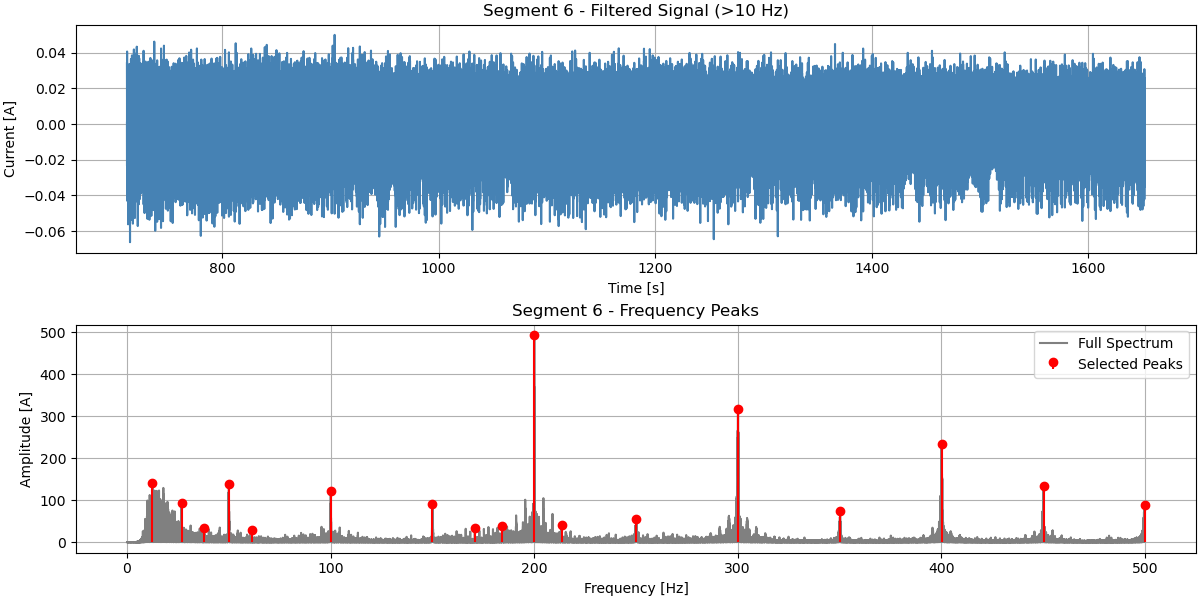 Segment 6 - Filtered Signal (>10 Hz)
Current [A]
0.04
0.02
0.00
−0.02
−0.04
−0.06
800
1000
1200
1400
1600
Time [s]
Segment 6 - Frequency Peaks
Amplitude [A]
500
400
300
200
100
0
Full Spectrum
Selected Peaks
0
100
200
300
400
500
Frequency [Hz]